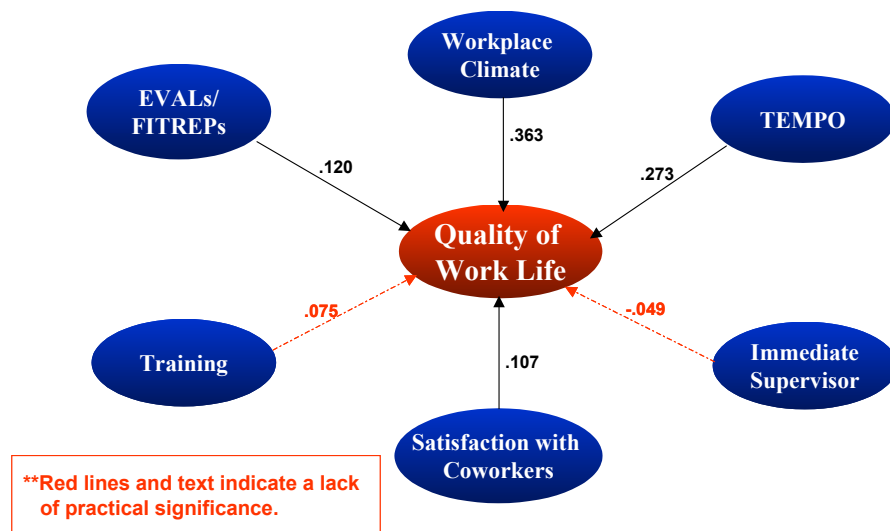 Workplace
Climate
EVALs/
FITREPs
TEMPO
.363
.120
.273
Quality of
Work Life
.075
-.049
Training
.107
Immediate
Supervisor
Satisfaction with
Coworkers
**Red lines and text indicate a lack
of practical significance.